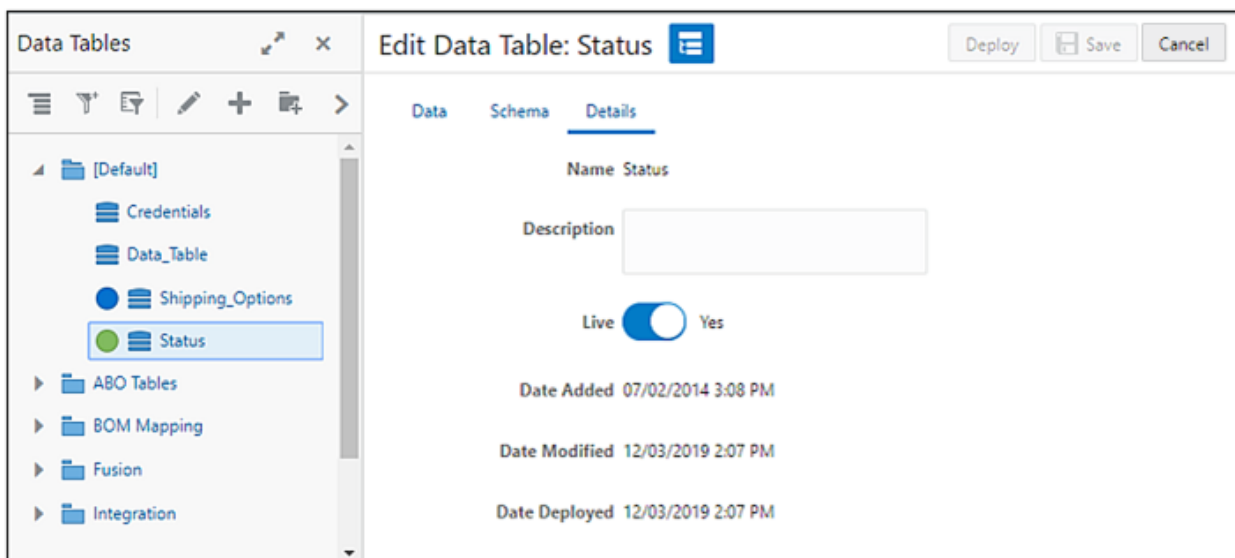 Data Tables
[Default]
Credentials
Data_Table
Shipping_Options
Status
ABO Tables
BOM Mapping
Fusion
Integration
Edit Data Table: Status
Deploy
Save
Cancel
Data Schema Details
Name Status
Description
Live Yes
Date Added 07/02/2014 3:08 PM
Date Modified 12/03/2019 2:07 PM
Date Deployed 12/03/2019 2:07 PM